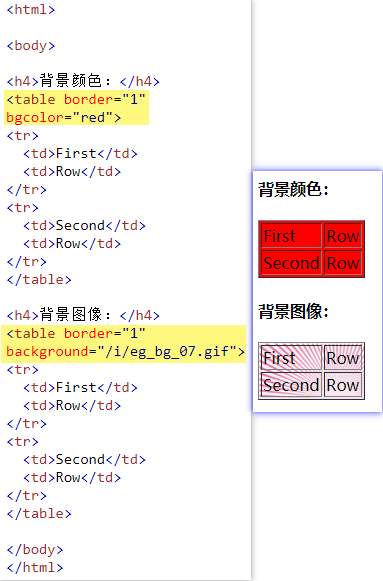 <html>
<body>
<h4>背景颜色：</h4>
<table border="1"
bgcolor="red">
<tr>
<td>First</td>
<td>Row</td>
</tr>
<tr>
<td>Second</td>
<td>Row</td>
</tr>
</table>
<h4>背景图像：</h4>
<table border="1"
background="/i/eg_bg_07.gif">
<tr>
<td>First</td>
<td>Row</td>
</tr>
<tr>
<td>Second</td>
<td>Row</td>
</tr>
</table>
</body>
</html>
背景颜色：
First Row
Second Row
背景图像：
First Row
Second Row